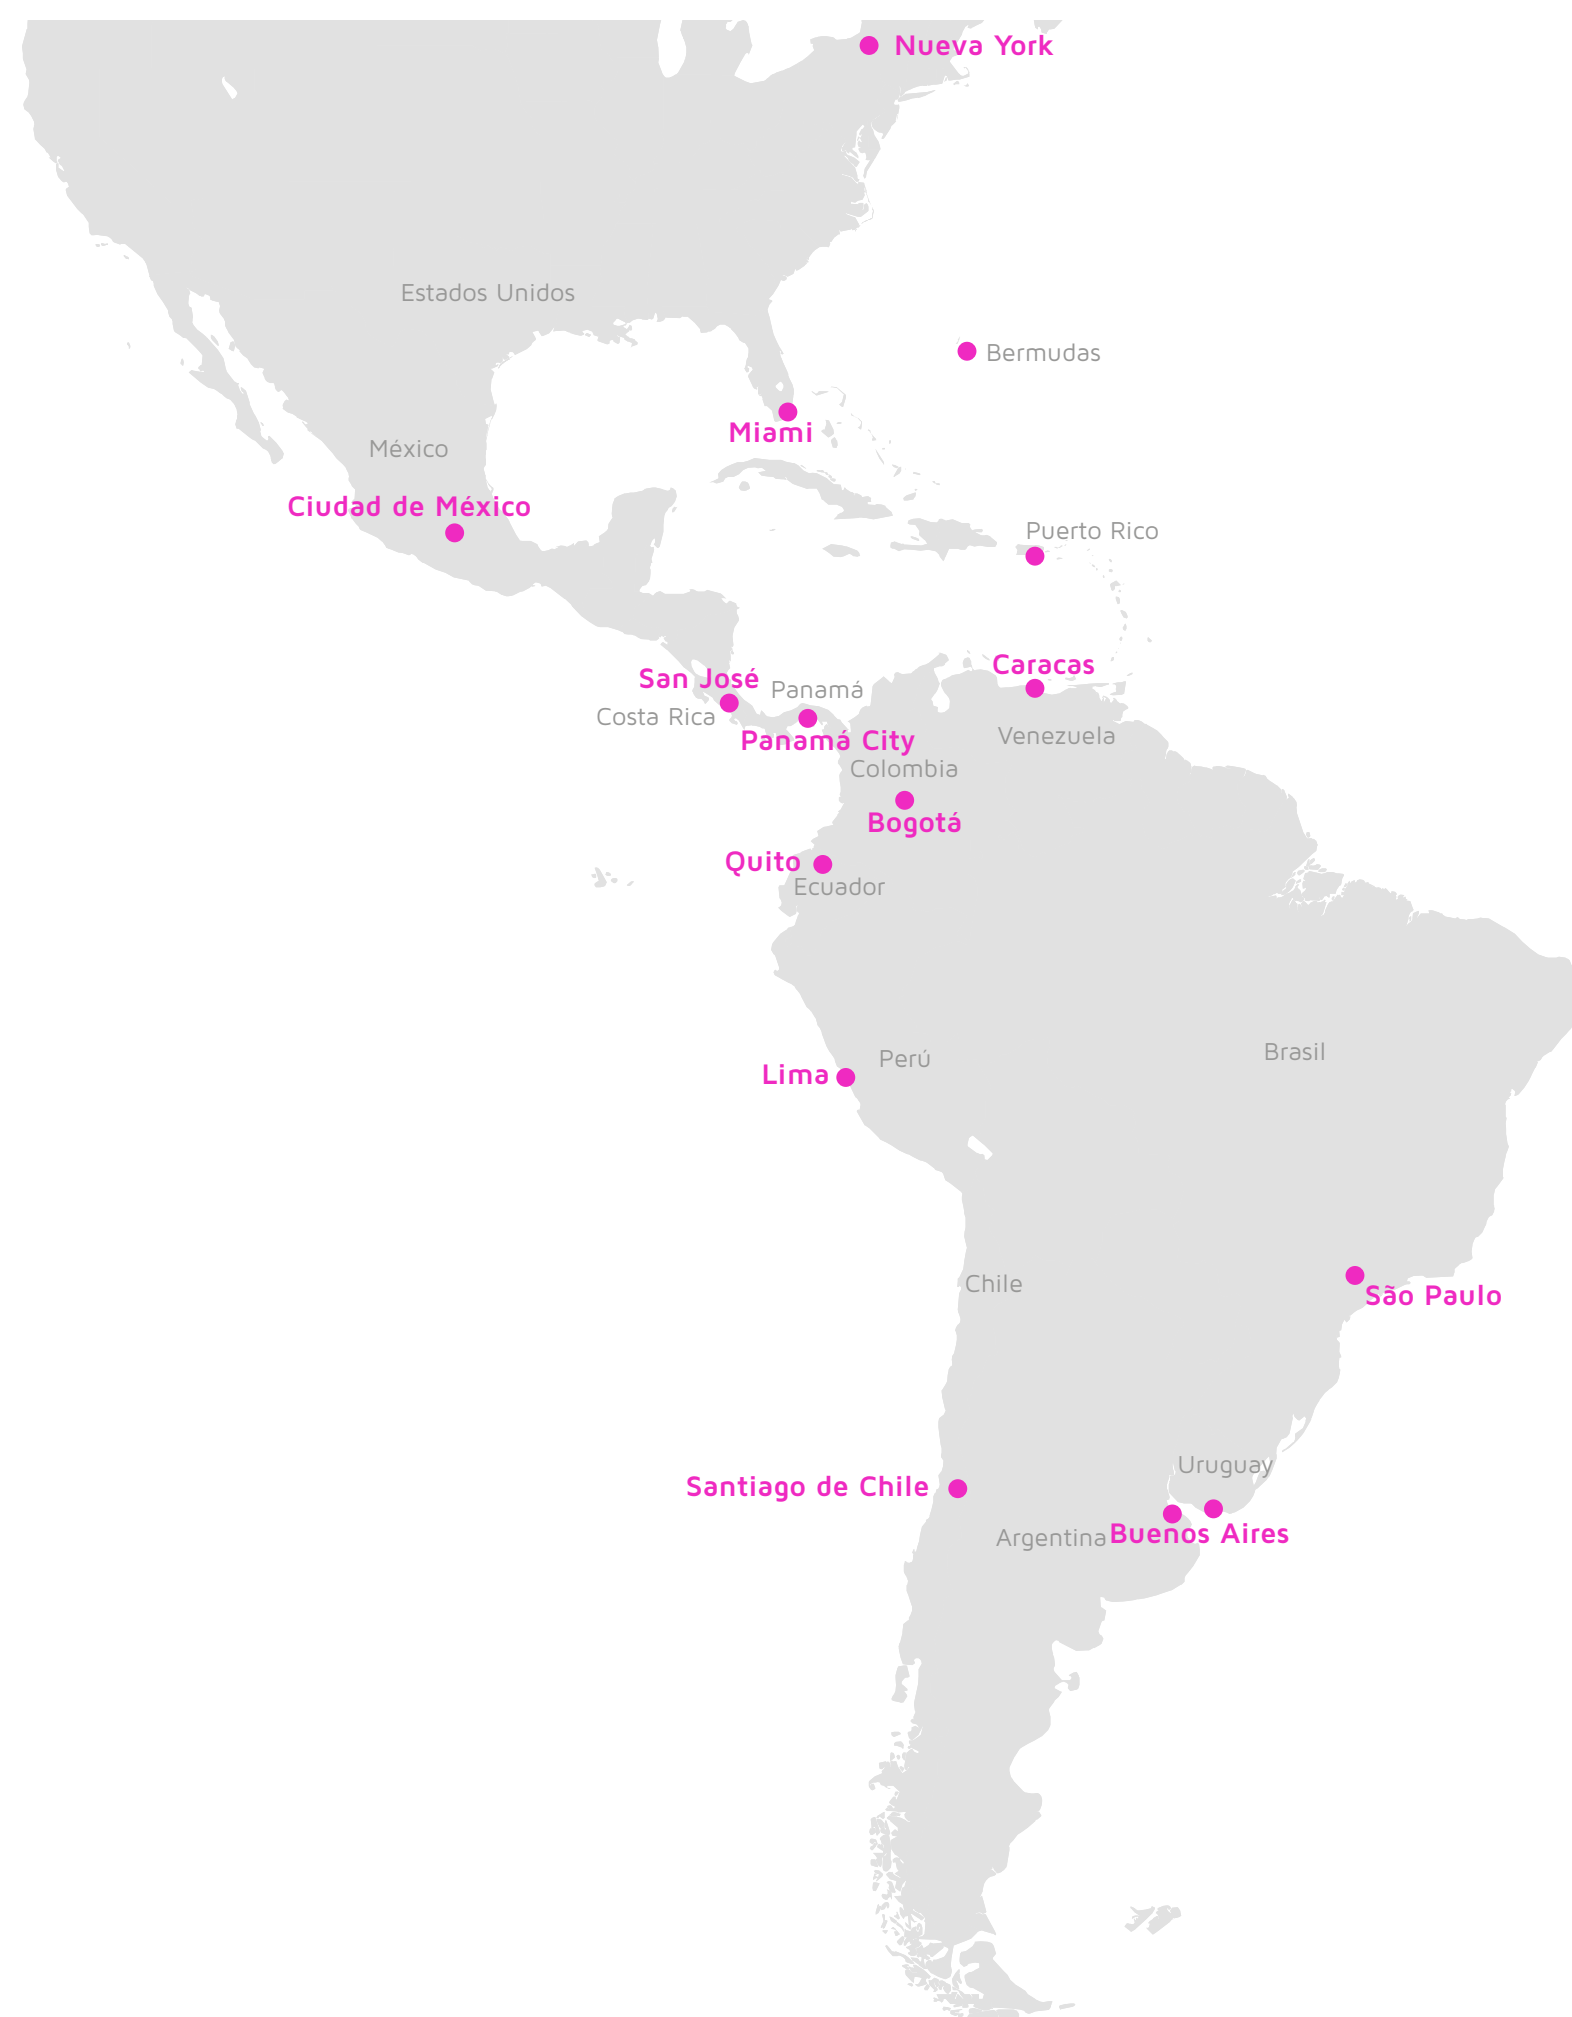 Nueva York
Estados Unidos
Bermudas
Miami
México
Ciudad de México
Puerto Rico
Caracas
San José
Panamá
Costa Rica
Venezuela
Panamá City
Colombia
Bogotá
Quito
Ecuador
Brasil
Perú
Lima
Chile
São Paulo
Uruguay
Santiago de Chile
Buenos Aires
Argentina